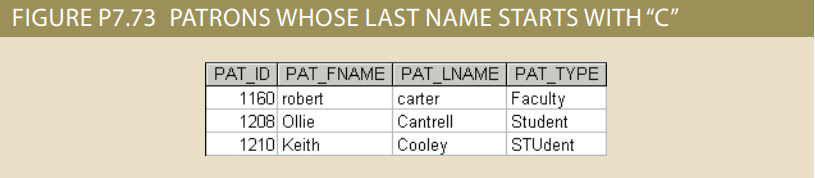 FIGURE P7.73 PATRONS WHOSE LAST NAME STARTS WITH “C”
PAT_ID PAT_FNAME PAT_LNAME PAT_TYPE
1160 robert carter Faculty
1208 Ollie Cantrell Student
1210 Keith Cooley STUdent